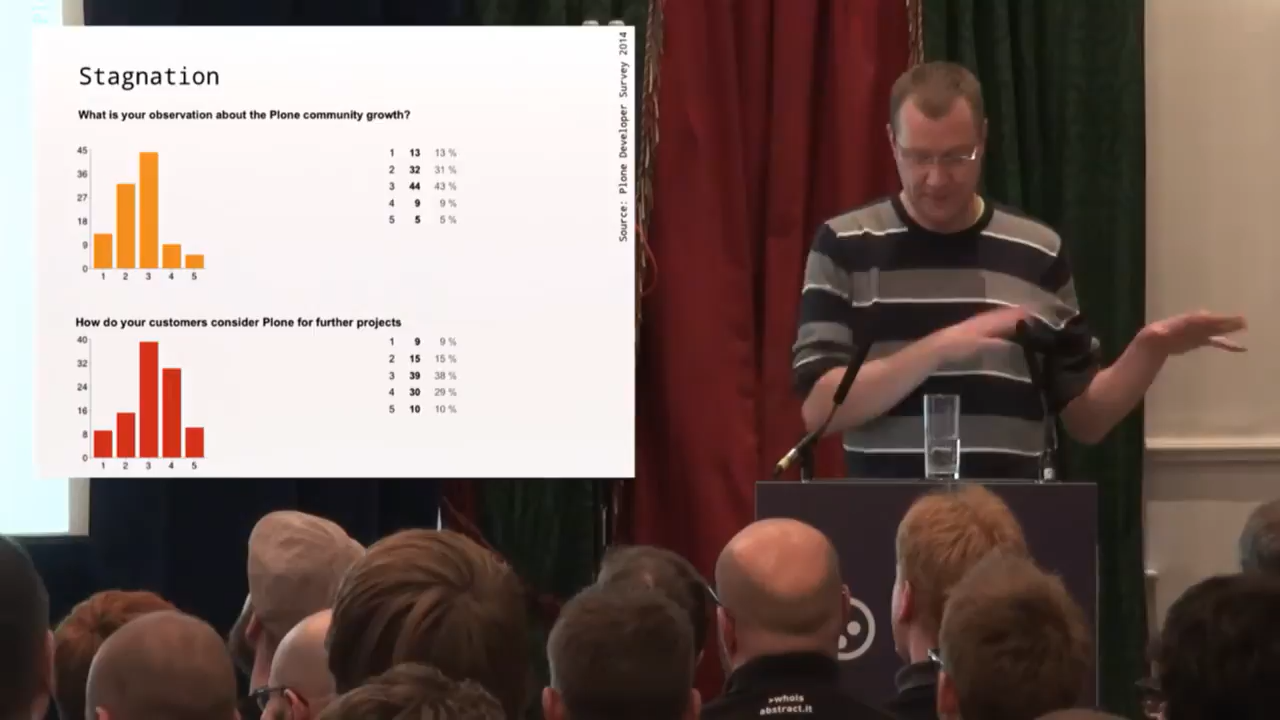 Stagnation
Source: Plone Developer Survey 2014
What is your observation about the Plone community growth?
45
36
27
18
9
0
1 2 3 4 5
1 13 13 %
2 32 31 %
3 44 43 %
4 9 9 %
5 5 5 %
How do your customers consider Plone for further projects
40
32
24
16
8
0
1 2 3 4 5
1 9 9 %
2 15 15 %
3 39 38 %
4 30 29 %
5 10 10 %
>whois
abstract.it